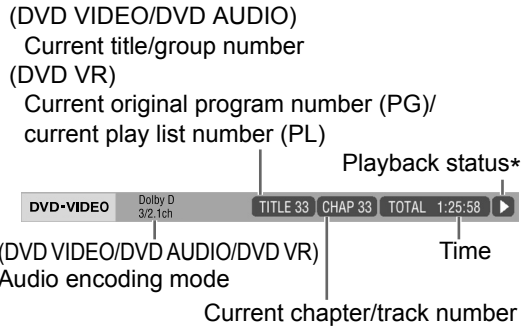 (DVD VIDEO/DVD AUDIO)
Current title/group number
(DVD VR)
Current original program number (PG)/
current play list number (PL)
Playback status*
DVD-VIDEO
Dolby D
3/2.1ch
TITLE 33
CHAP 33
TOTAL 1:25:58
(DVD VIDEO/DVD AUDIO/DVD VR)
Audio encoding mode
Time
Current chapter/track number